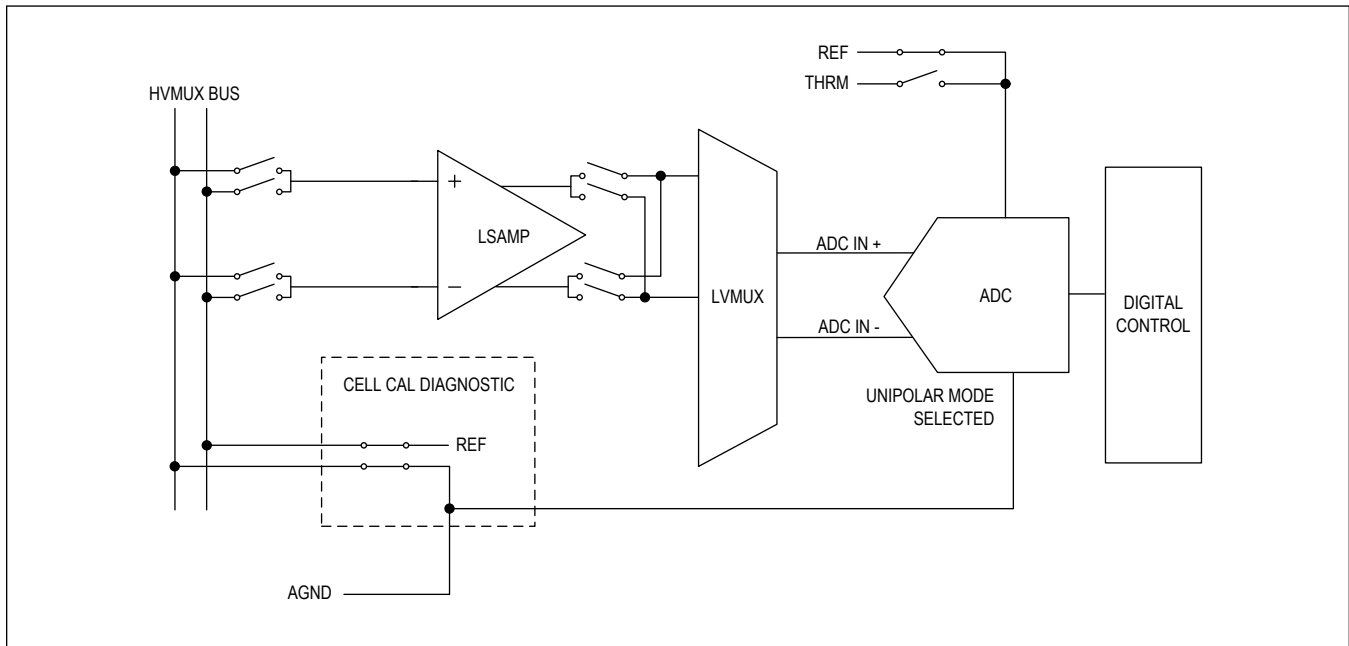 REF
THRM
HVMUX BUS
+
LSAMP
−
LVMUX
ADC IN +
ADC IN -
ADC
DIGITAL
CONTROL
UNIPOLAR MODE
SELECTED
CELL CAL DIAGNOSTIC
REF
AGND